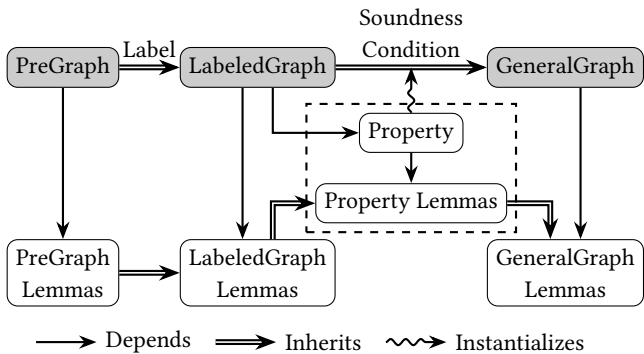 Soundness
Label
Condition
PreGraph
LabeledGraph
GeneralGraph
Property
Property Lemmas
PreGraph
Lemmas
LabeledGraph
Lemmas
GeneralGraph
Lemmas
Depends
Inherits
Instantializes